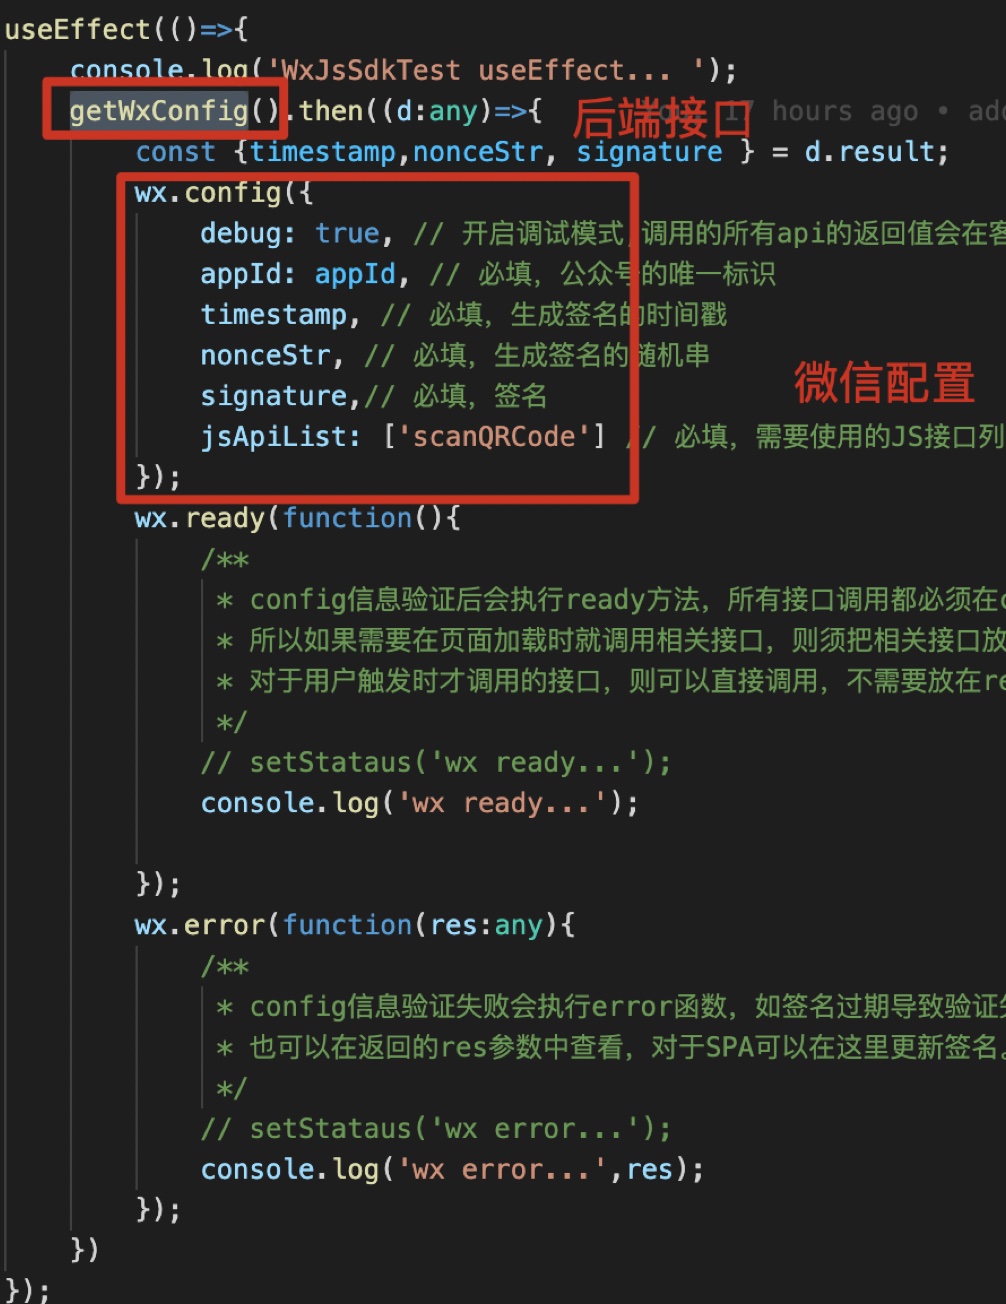 useEffect(()=>{
console.log('WxJsSdkTest useEffect... ');
getWxConfig().then((d:any)=>{ 后端接口 17 hours ago • add
const {timestamp,nonceStr, signature } = d.result;
wx.config({
debug: true, // 开启调试模式,调用的所有api的返回值会在客
appId: appId, // 必填，公众号的唯一标识
timestamp, // 必填，生成签名的时间戳
nonceStr, // 必填，生成签名的随机串
微信配置
signature,// 必填，签名
jsApiList: ['scanQRCode'] // 必填，需要使用的JS接口列
});
wx.ready(function(){
/**
* config信息验证后会执行ready方法，所有接口调用都必须在c
* 所以如果需要在页面加载时就调用相关接口，则须把相关接口放
* 对于用户触发时才调用的接口，则可以直接调用，不需要放在re
*/
// setStataus('wx ready...');
console.log('wx ready...');
});
wx.error(function(res:any){
/**
* config信息验证失败会执行error函数，如签名过期导致验证失
* 也可以在返回的res参数中查看，对于SPA可以在这里更新签名。
*/
// setStataus('wx error...');
console.log('wx error...',res);
});
})
});